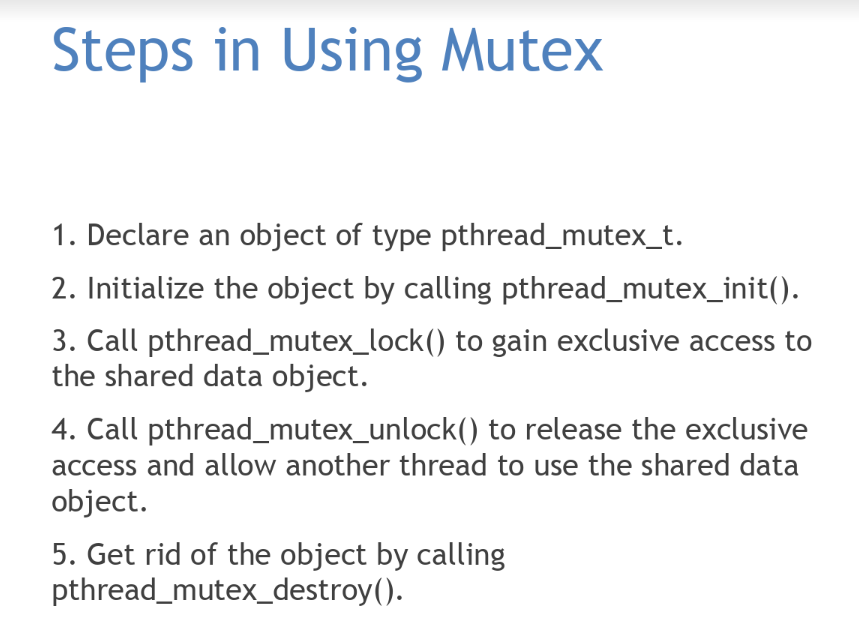 Steps in Using Mutex
1. Declare an object of type pthread_mutex_t.
2. Initialize the object by calling pthread_mutex_init().
3. Call pthread_mutex_lock() to gain exclusive access to
the shared data object.
4. Call pthread_mutex_unlock() to release the exclusive
access and allow another thread to use the shared data
object.
5. Get rid of the object by calling
pthread_mutex_destroy().